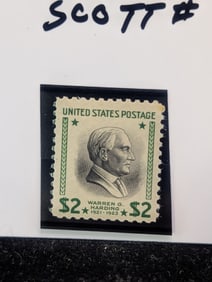 SCOTT #
UNITED STATES POSTAGE
WARREN G.
HARDING
1921-1923
$2 $2